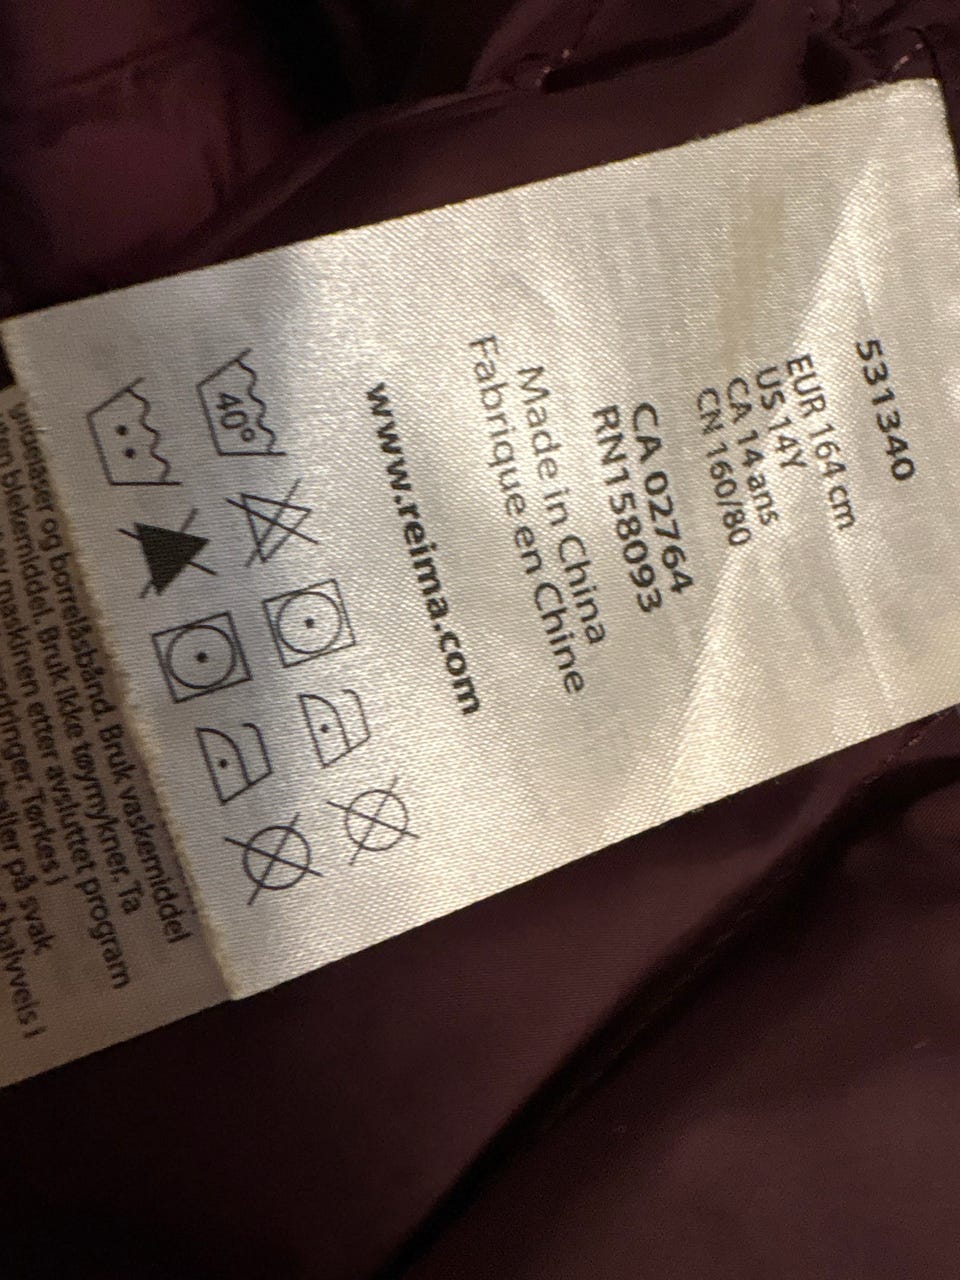 531340
EUR 164 cm
US 14Y
CA 14 ans
CN 160/80
CA 02764
RN158093
Made in China
Fabrique en Chine
www.reima.com
40°
glidelåser og borrelåsbånd. Bruk vaskemiddel
uten blekemiddel. Bruk ikke tøymykner. Ta
maskinen etter avsluttet program
Tørkes i
eller på svak
halvveis i